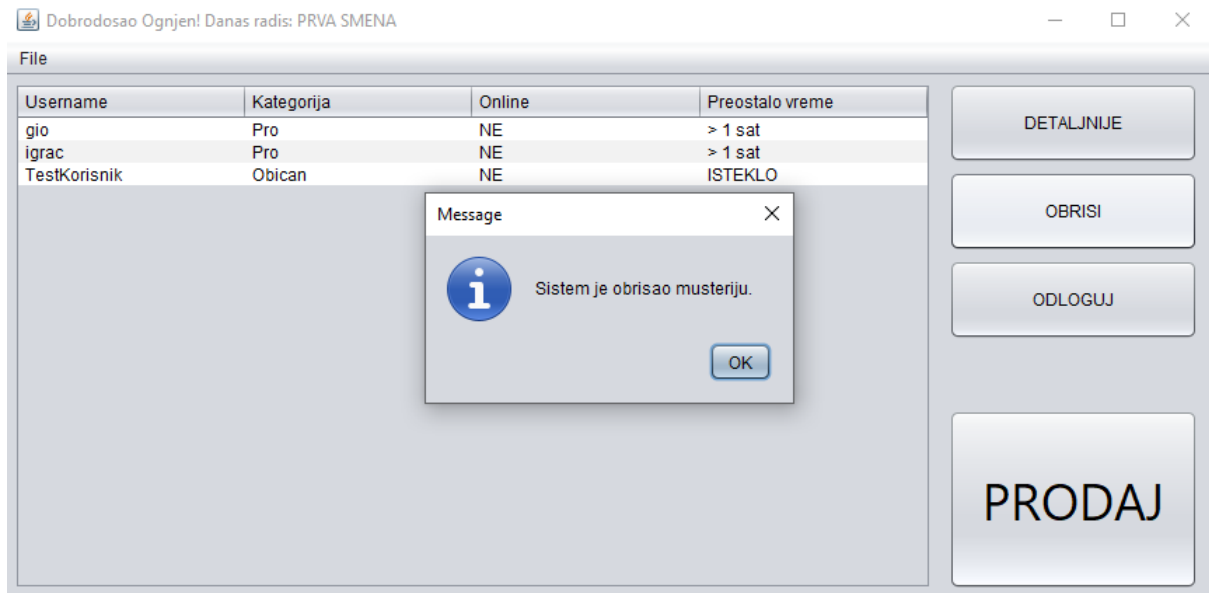 Dobrodosao Ognjen! Danas radis: PRVA SMENA
File
Username Kategorija Online Preostalo vreme
gio Pro NE > 1 sat
igrac Pro NE > 1 sat
TestKorisnik Obican NE ISTEKLO
Message
Sistem je obrisao musteriju.
OK
DETALJNIJE
OBRISI
ODLOGUJ
PRODAJ